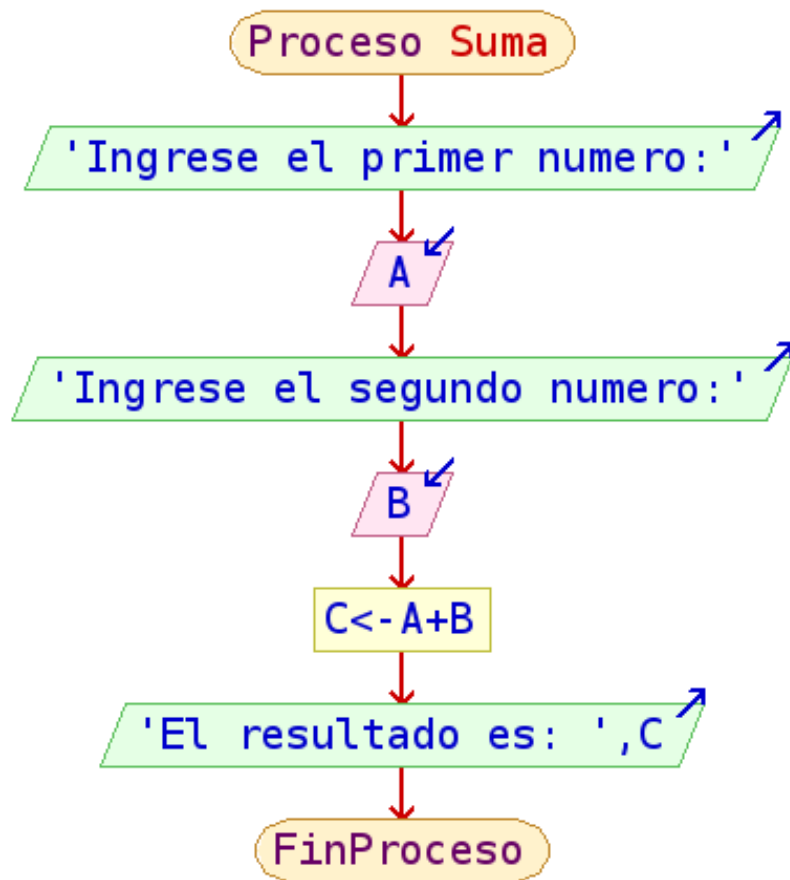 Proceso Suma
'Ingrese el primer numero:'
A
'Ingrese el segundo numero:'
B
C<-A+B
'El resultado es: ',C
FinProceso